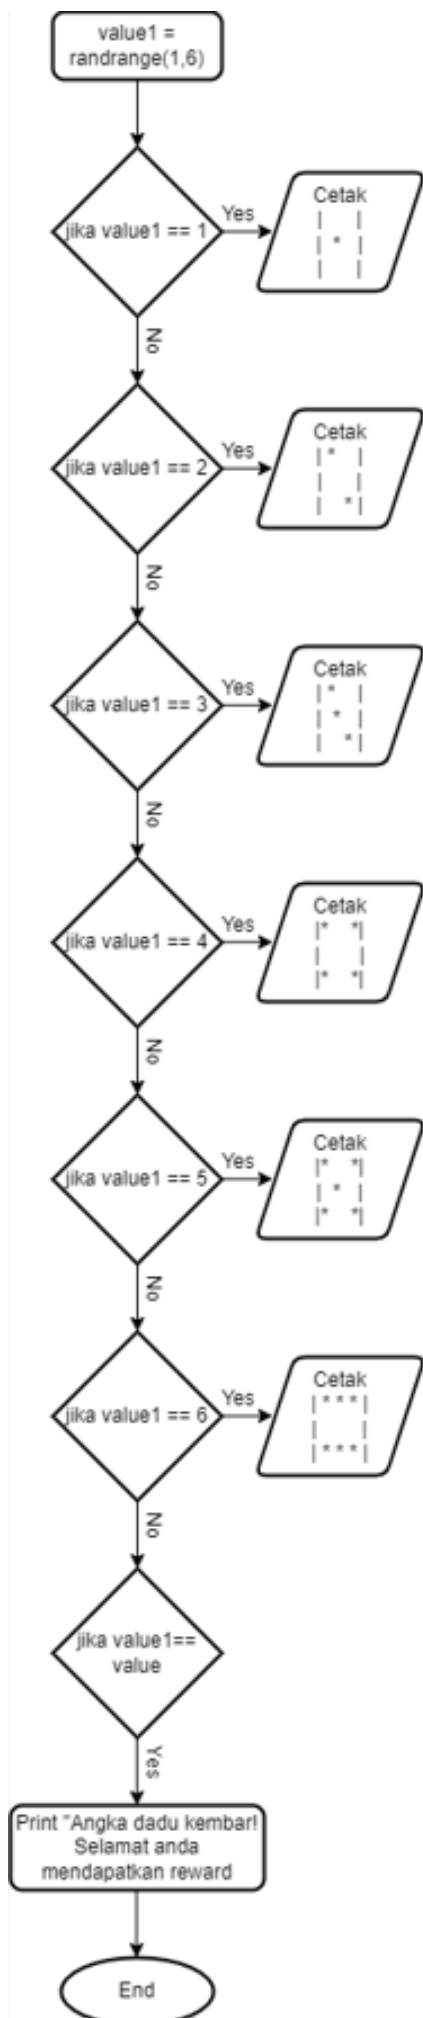 value1 =
randrange(1,6)
jika value1 == 1
Yes
Cetak
|      |
|  *  |
|      |
No
jika value1 == 2
Yes
Cetak
| *    |
|      |
|    * |
No
jika value1 == 3
Yes
Cetak
| *    |
|  *  |
|    * |
No
jika value1 == 4
Yes
Cetak
|*    *|
|      |
|*    *|
No
jika value1 == 5
Yes
Cetak
|*    *|
|  *  |
|*    *|
No
jika value1 == 6
Yes
Cetak
| * * * |
|        |
| * * * |
No
jika value1==
value
Yes
Print "Angka dadu kembar!
Selamat anda
mendapatkan reward
End